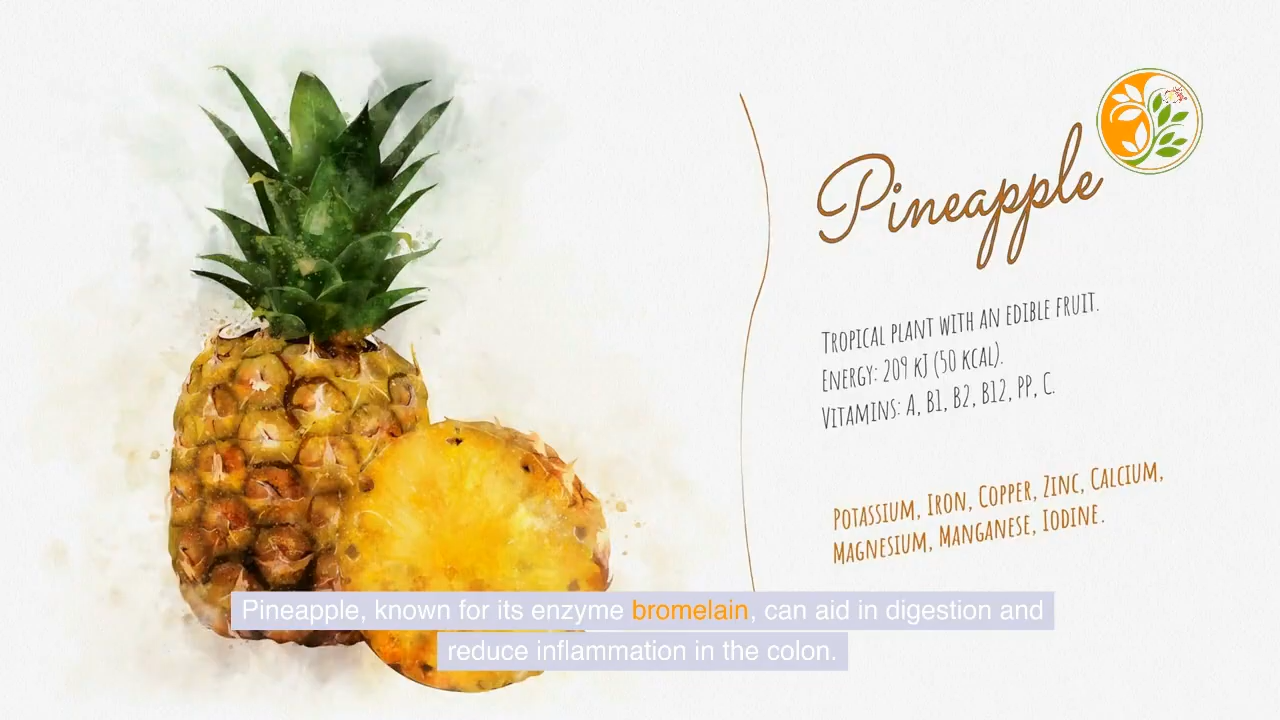 Pineapple
Tropical plant with an edible fruit.
Energy: 209 kJ (50 kcal).
Vitamins: A, B1, B2, B12, PP, C.
Potassium, Iron, Copper, Zinc, Calcium,
Magnesium, Manganese, Iodine.
Pineapple, known for its enzyme bromelain, can aid in digestion and
reduce inflammation in the colon.